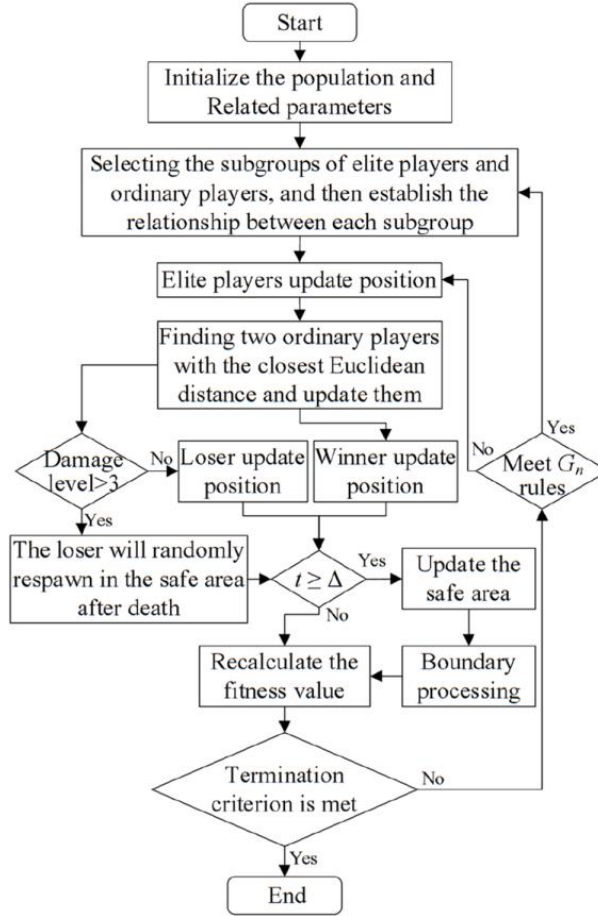 Start
Initialize the population and
Related parameters
Selecting the subgroups of elite players and
ordinary players, and then establish the
relationship between each subgroup
Elite players update position
Finding two ordinary players
with the closest Euclidean
distance and update them
Damage
level>3
No
Loser update
position
Winner update
position
No
Yes
Meet Gₙ
rules
Yes
The loser will randomly
respawn in the safe area
after death
t ≥ Δ
Yes
Update the
safe area
No
Recalculate the
fitness value
Boundary
processing
Termination
criterion is met
No
Yes
End